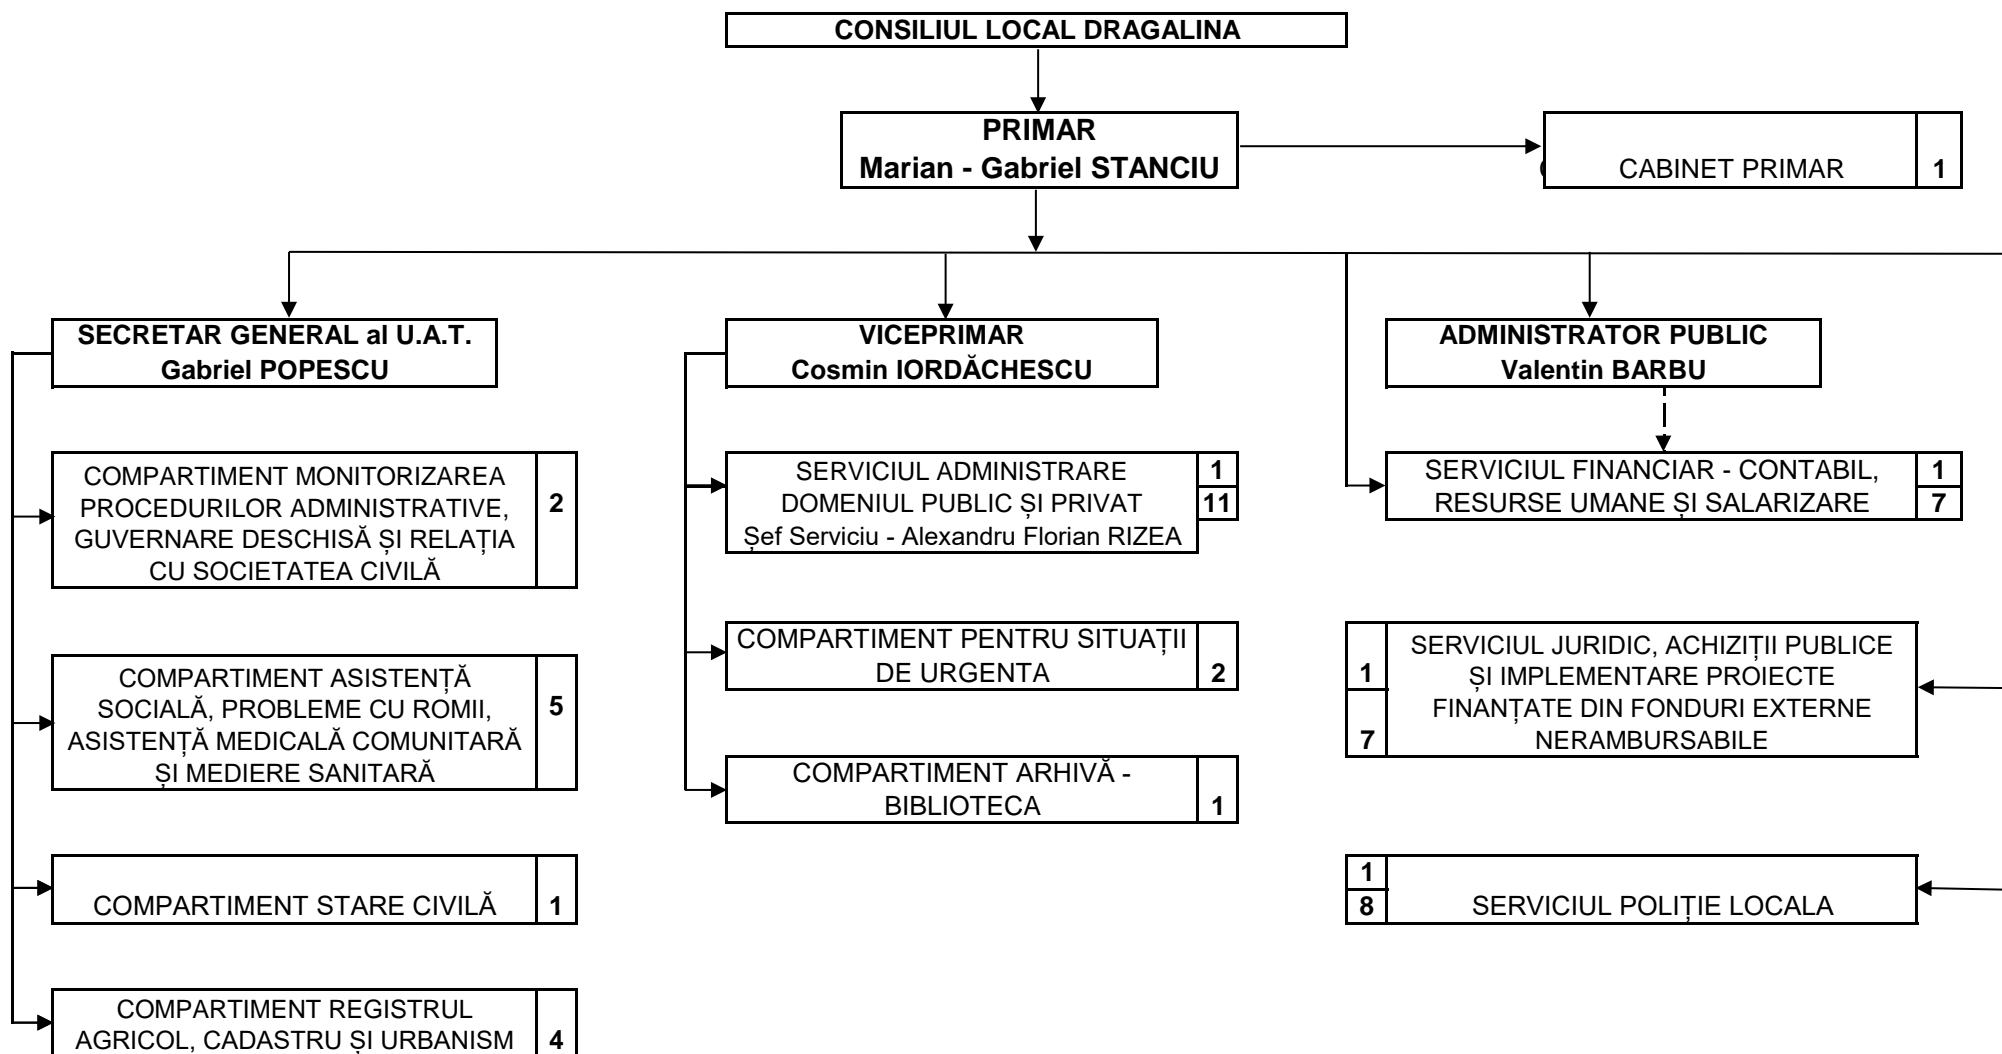 CONSILIUL LOCAL DRAGALINA
PRIMAR
Marian - Gabriel STANCIU
CABINET PRIMAR
1
SECRETAR GENERAL al U.A.T.
Gabriel POPESCU
VICEPRIMAR
Cosmin IORDĂCHESCU
ADMINISTRATOR PUBLIC
Valentin BARBU
COMPARTIMENT MONITORIZAREA
PROCEDURILOR ADMINISTRATIVE,
GUVERNARE DESCHISĂ ȘI RELAȚIA
CU SOCIETATEA CIVILĂ
2
SERVICIUL ADMINISTRARE
DOMENIUL PUBLIC ȘI PRIVAT
Șef Serviciu - Alexandru Florian RIZEA
1
11
SERVICIUL FINANCIAR - CONTABIL,
RESURSE UMANE ȘI SALARIZARE
1
7
COMPARTIMENT PENTRU SITUAȚII
DE URGENTA
2
1
7
SERVICIUL JURIDIC, ACHIZIȚII PUBLICE
ȘI IMPLEMENTARE PROIECTE
FINANȚATE DIN FONDURI EXTERNE
NERAMBURSABILE
COMPARTIMENT ASISTENȚĂ
SOCIALĂ, PROBLEME CU ROMII,
ASISTENȚĂ MEDICALĂ COMUNITARĂ
ȘI MEDIERE SANITARĂ
5
COMPARTIMENT ARHIVĂ -
BIBLIOTECA
1
COMPARTIMENT STARE CIVILĂ
1
1
8
SERVICIUL POLIȚIE LOCALA
COMPARTIMENT REGISTRUL
AGRICOL, CADASTRU ȘI URBANISM
4